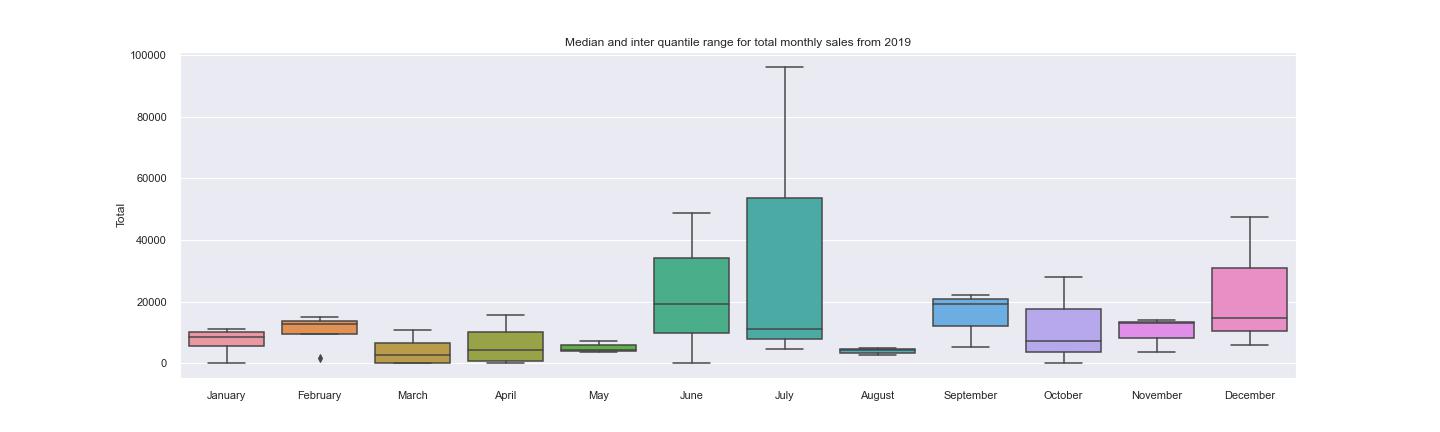 Median and inter quantile range for total monthly sales from 2019
100000
80000
60000
40000
20000
0
Total
January February March April May June July August September October November December